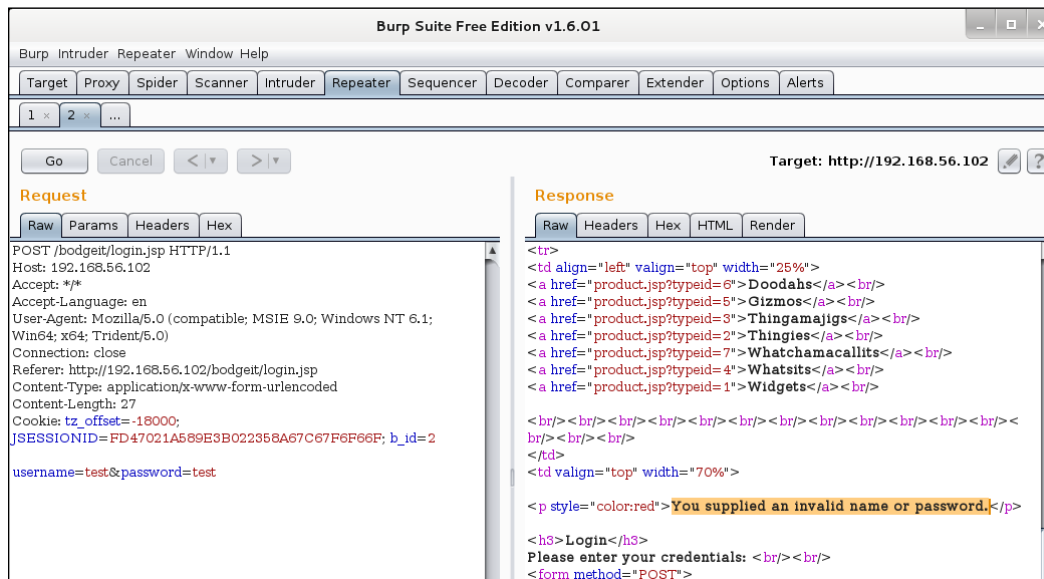 Burp Suite Free Edition v1.6.01
Burp Intruder Repeater Window Help
Target Proxy Spider Scanner Intruder Repeater Sequencer Decoder Comparer Extender Options Alerts
1 × 2 × ...
Go Cancel < > Target: http://192.168.56.102 ?
Request
Raw Params Headers Hex
POST /bodgeit/login.jsp HTTP/1.1
Host: 192.168.56.102
Accept: */*
Accept-Language: en
User-Agent: Mozilla/5.0 (compatible; MSIE 9.0; Windows NT 6.1;
Win64; x64; Trident/5.0)
Connection: close
Referer: http://192.168.56.102/bodgeit/login.jsp
Content-Type: application/x-www-form-urlencoded
Content-Length: 27
Cookie: tz_offset=-18000;
JSESSIONID=FD47021A589E3B022358A67C67F6F66F; b_id=2
username=test&password=test
Response
Raw Headers Hex HTML Render
<tr>
<td align="left" valign="top" width="25%">
<a href="product.jsp?typeid=6">Doodahs</a><br/>
<a href="product.jsp?typeid=5">Gizmos</a><br/>
<a href="product.jsp?typeid=3">Thingamajigs</a><br/>
<a href="product.jsp?typeid=2">Thingies</a><br/>
<a href="product.jsp?typeid=7">Whatchamacallits</a><br/>
<a href="product.jsp?typeid=4">Whatsits</a><br/>
<a href="product.jsp?typeid=1">Widgets</a><br/>
<br/><br/><br/><br/><br/><br/><br/><br/><br/><br/><br/><br/><
br/><br/><br/>
</td>
<td valign="top" width="70%">
<p style="color:red">You supplied an invalid name or password.</p>
<h3>Login</h3>
Please enter your credentials: <br/><br/>
<form method="POST">